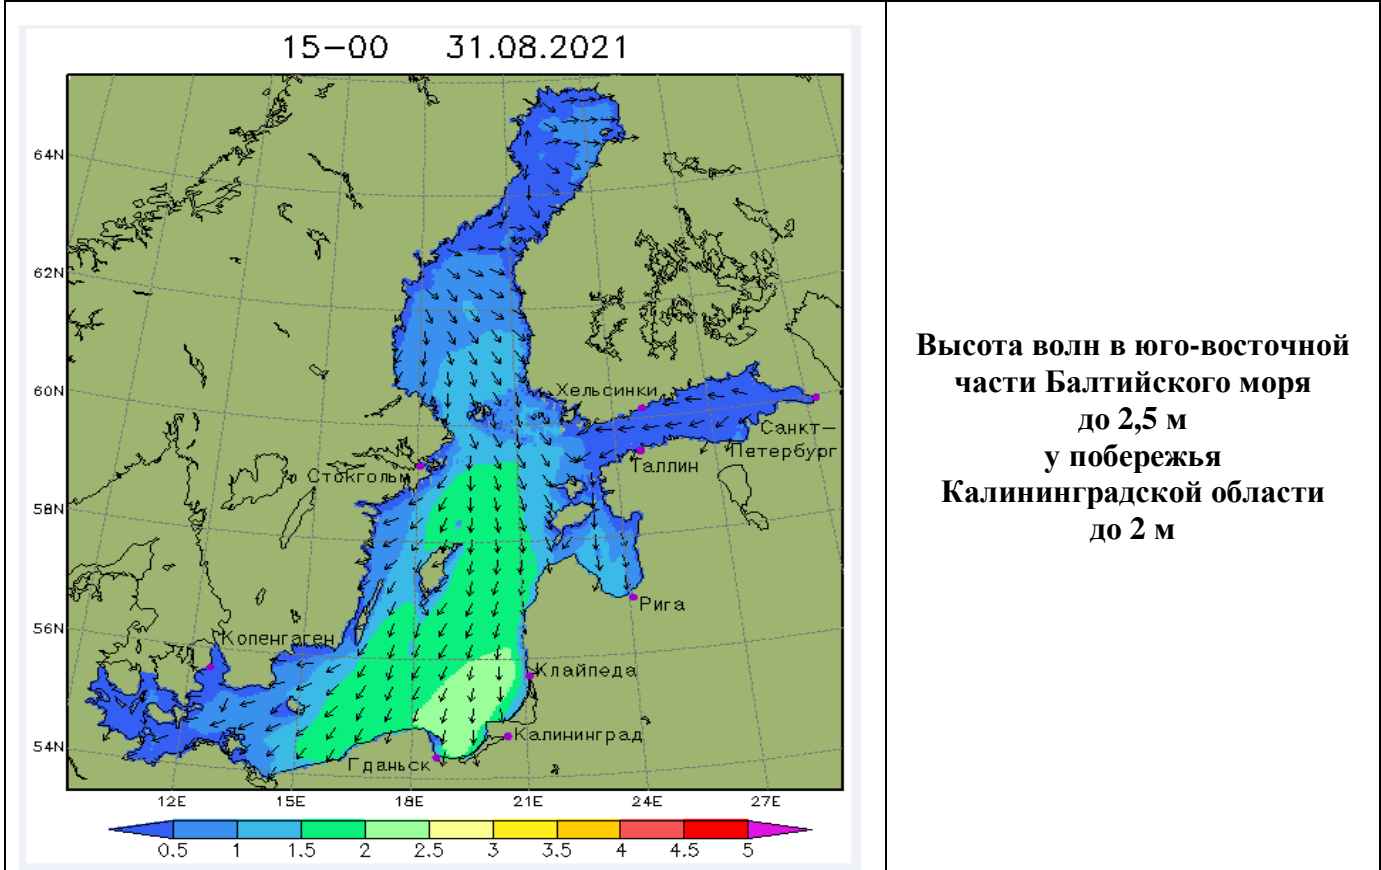 15-00 31.08.2021
64N
62N
60N
58N
56N
54N
Хельсинки
Санкт-
Петербург
Таллин
Стокгольм
Рига
Копенгаген
Клайпеда
Калининград
Гданьск
12E 15E 18E 21E 24E 27E
0.5 1 1.5 2 2.5 3 3.5 4 4.5 5
Высота волн в юго-восточной
части Балтийского моря
до 2,5 м
у побережья
Калининградской области
до 2 м